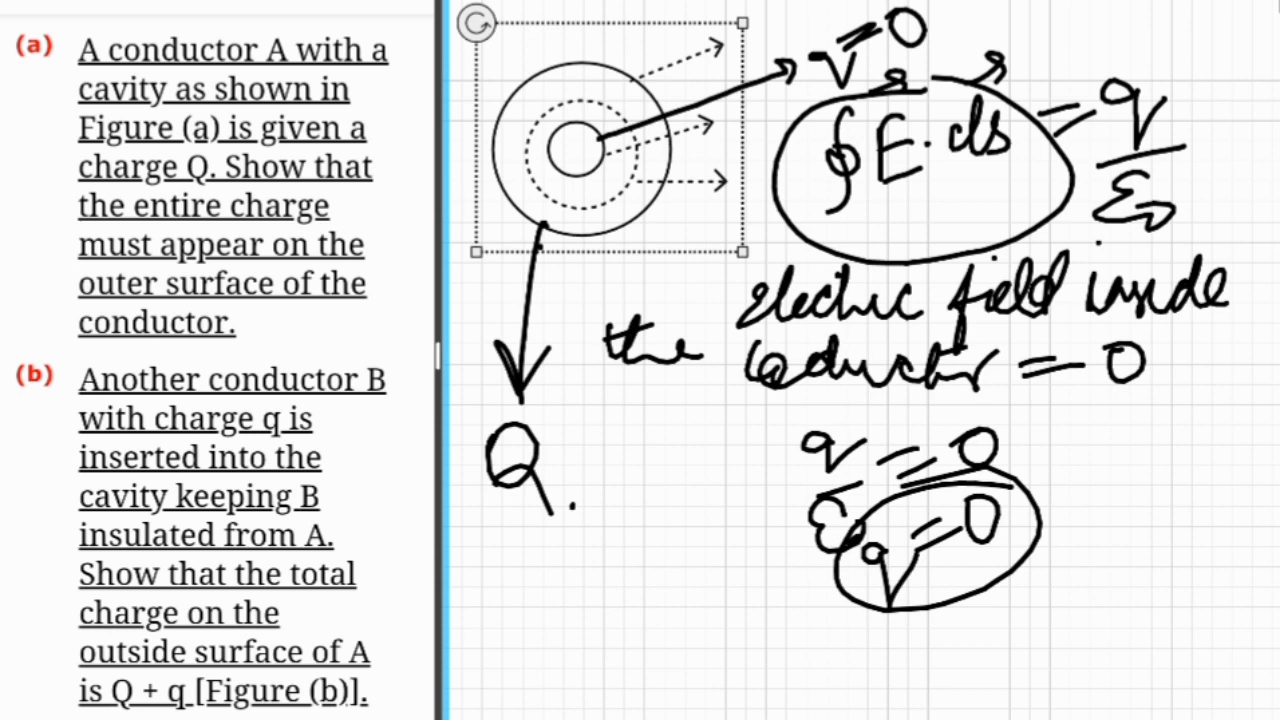 (a) A conductor A with a
cavity as shown in
Figure (a) is given a
charge Q. Show that
the entire charge
must appear on the
outer surface of the
conductor.
(b) Another conductor B
with charge q is
inserted into the
cavity keeping B
insulated from A.
Show that the total
charge on the
outside surface of A
is Q + q [Figure (b)].
q = 0
∮ E⃗ · ds⃗ = q/ε₀
Electric field inside
the conductor = 0
q/ε₀ = 0
q = 0
Q.